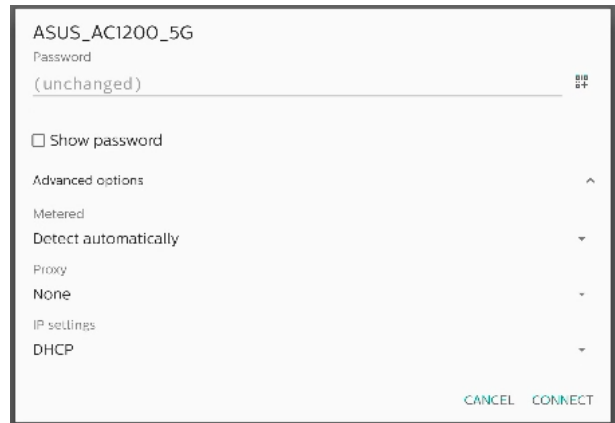 ASUS_AC1200_5G
Password
(unchanged)
Show password
Advanced options
Metered
Detect automatically
Proxy
None
IP settings
DHCP
CANCEL CONNECT